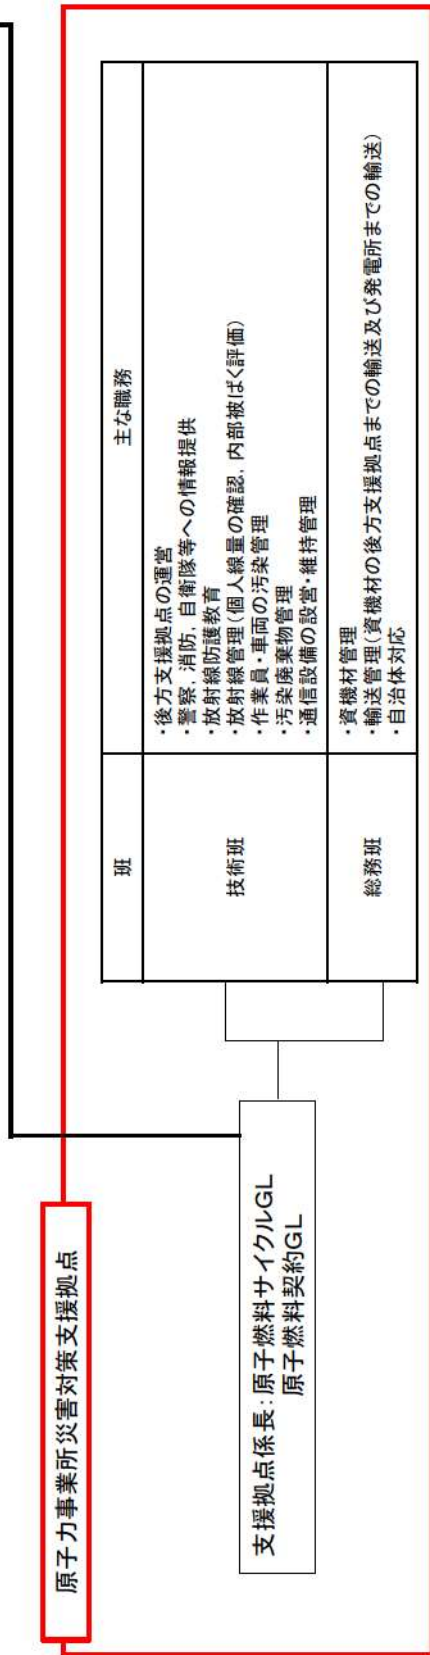 原子力事業所災害対策支援拠点
支援拠点係長:原子燃料サイクルGL
原子燃料契約GL
班
主な職務
技術班
・後方支援拠点の運営
・警察，消防，自衛隊等への情報提供
・放射線防護教育
・放射線管理(個人線量の確認，内部被ばく評価)
・作業員・車両の汚染管理
・汚染廃棄物管理
・通信設備の設営・維持管理
総務班
・資機材管理
・輸送管理(資機材の後方支援拠点までの輸送及び発電所までの輸送)
・自治体対応